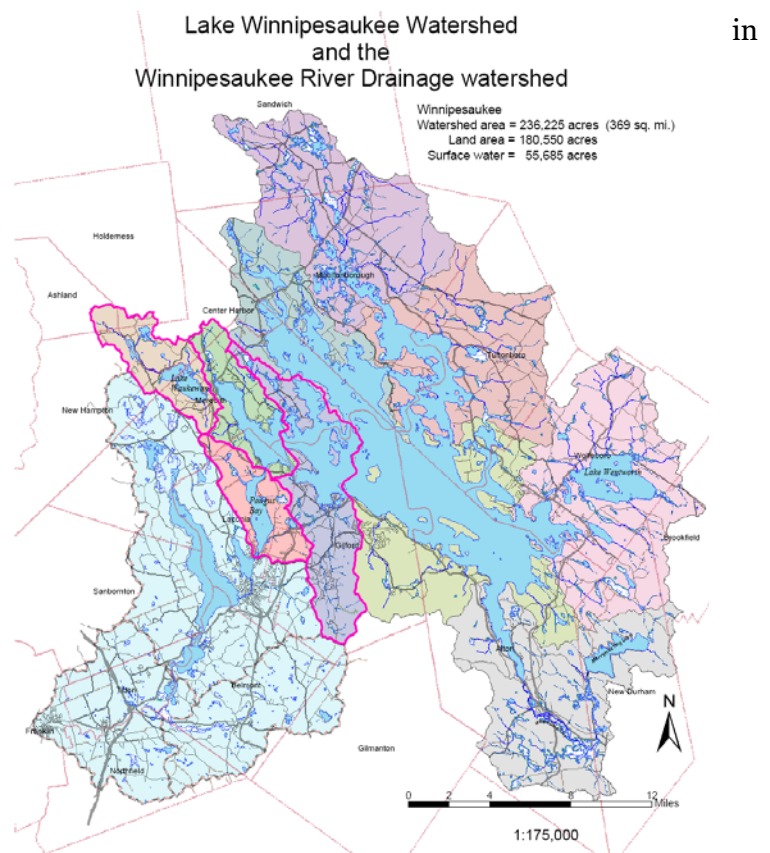 Lake Winnipesaukee Watershed
and the
Winnipesaukee River Drainage watershed
in
Sandwich
Winnipesaukee
Watershed area = 236,225 acres (369 sq. mi.)
Land area = 180,550 acres
Surface water = 55,685 acres
Holderness
Moultonborough
Ashland
Center Harbor
Tuftonboro
Lake
Waukewan
Meredith
New Hampton
Wolfeboro
Lake Wentworth
Paugus
Bay
Laconia
Gilford
Brookfield
Sanbornton
Alton
Tilton
Belmont
New Durham
N
Franklin
Gilmanton
Northfield
0 2 4 8 12
Miles
1:175,000